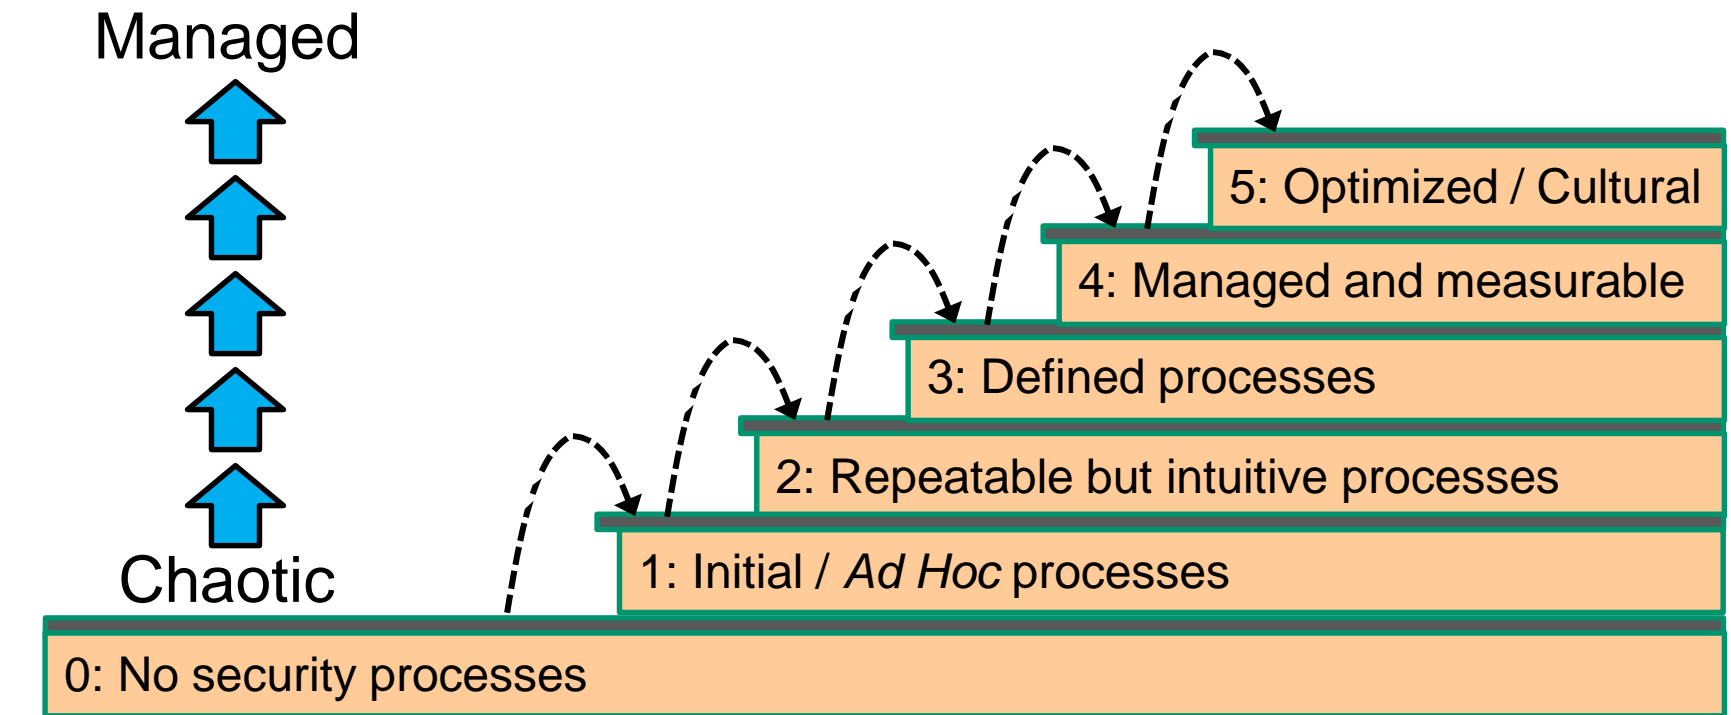 Managed
5: Optimized / Cultural
4: Managed and measurable
3: Defined processes
2: Repeatable but intuitive processes
1: Initial / Ad Hoc processes
Chaotic
0: No security processes